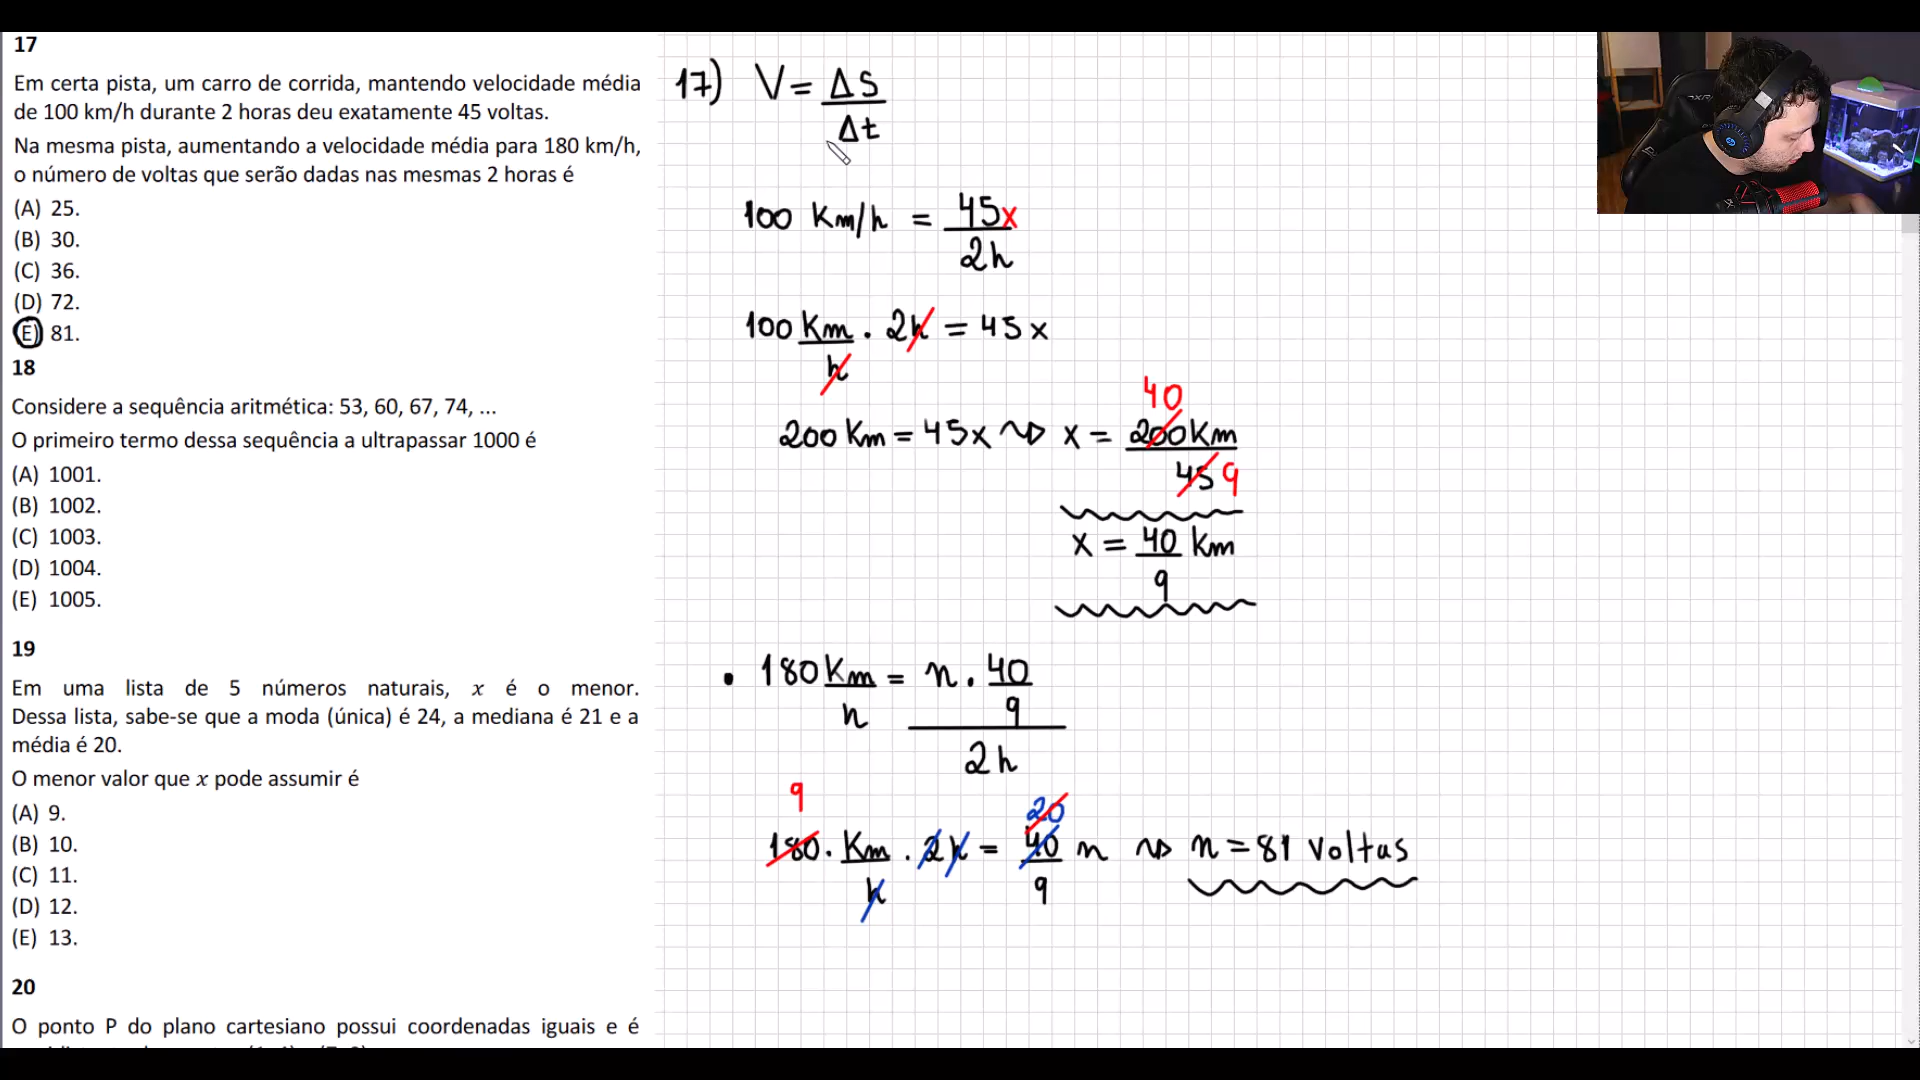 17
Em certa pista, um carro de corrida, mantendo velocidade média
de 100 km/h durante 2 horas deu exatamente 45 voltas.
Na mesma pista, aumentando a velocidade média para 180 km/h,
o número de voltas que serão dadas nas mesmas 2 horas é
(A) 25.
(B) 30.
(C) 36.
(D) 72.
(E) 81.
18
Considere a sequência aritmética: 53, 60, 67, 74, ...
O primeiro termo dessa sequência a ultrapassar 1000 é
(A) 1001.
(B) 1002.
(C) 1003.
(D) 1004.
(E) 1005.
19
Em uma lista de 5 números naturais, x é o menor.
Dessa lista, sabe-se que a moda (única) é 24, a mediana é 21 e a
média é 20.
O menor valor que x pode assumir é
(A) 9.
(B) 10.
(C) 11.
(D) 12.
(E) 13.
20
O ponto P do plano cartesiano possui coordenadas iguais e é
17) V = ΔS
Δt
100 Km/h = 45x
2h
100 Km . 2h = 45x
h
40
200 Km = 45x ⇝ x = 200 Km
45 9
x = 40 Km
9
. 180 Km = n . 40
h 9
2h
9 20
180 . Km . 2h = 40 n ⇝ n = 81 voltas
h 9